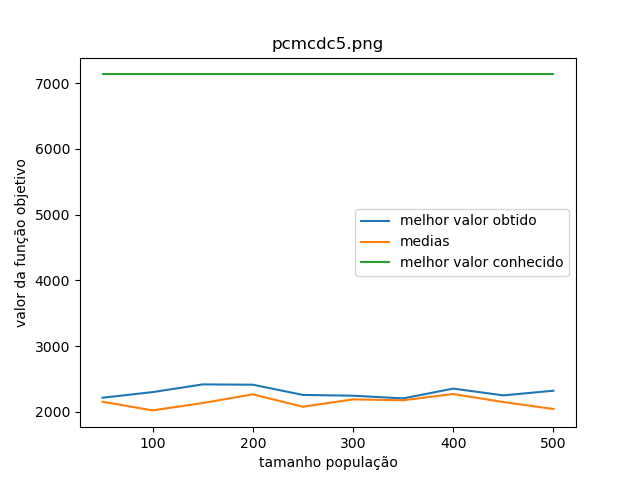 pcmcdc5.png
7000
6000
5000
4000
3000
2000
valor da função objetivo
melhor valor obtido
medias
melhor valor conhecido
100
200
300
400
500
tamanho população